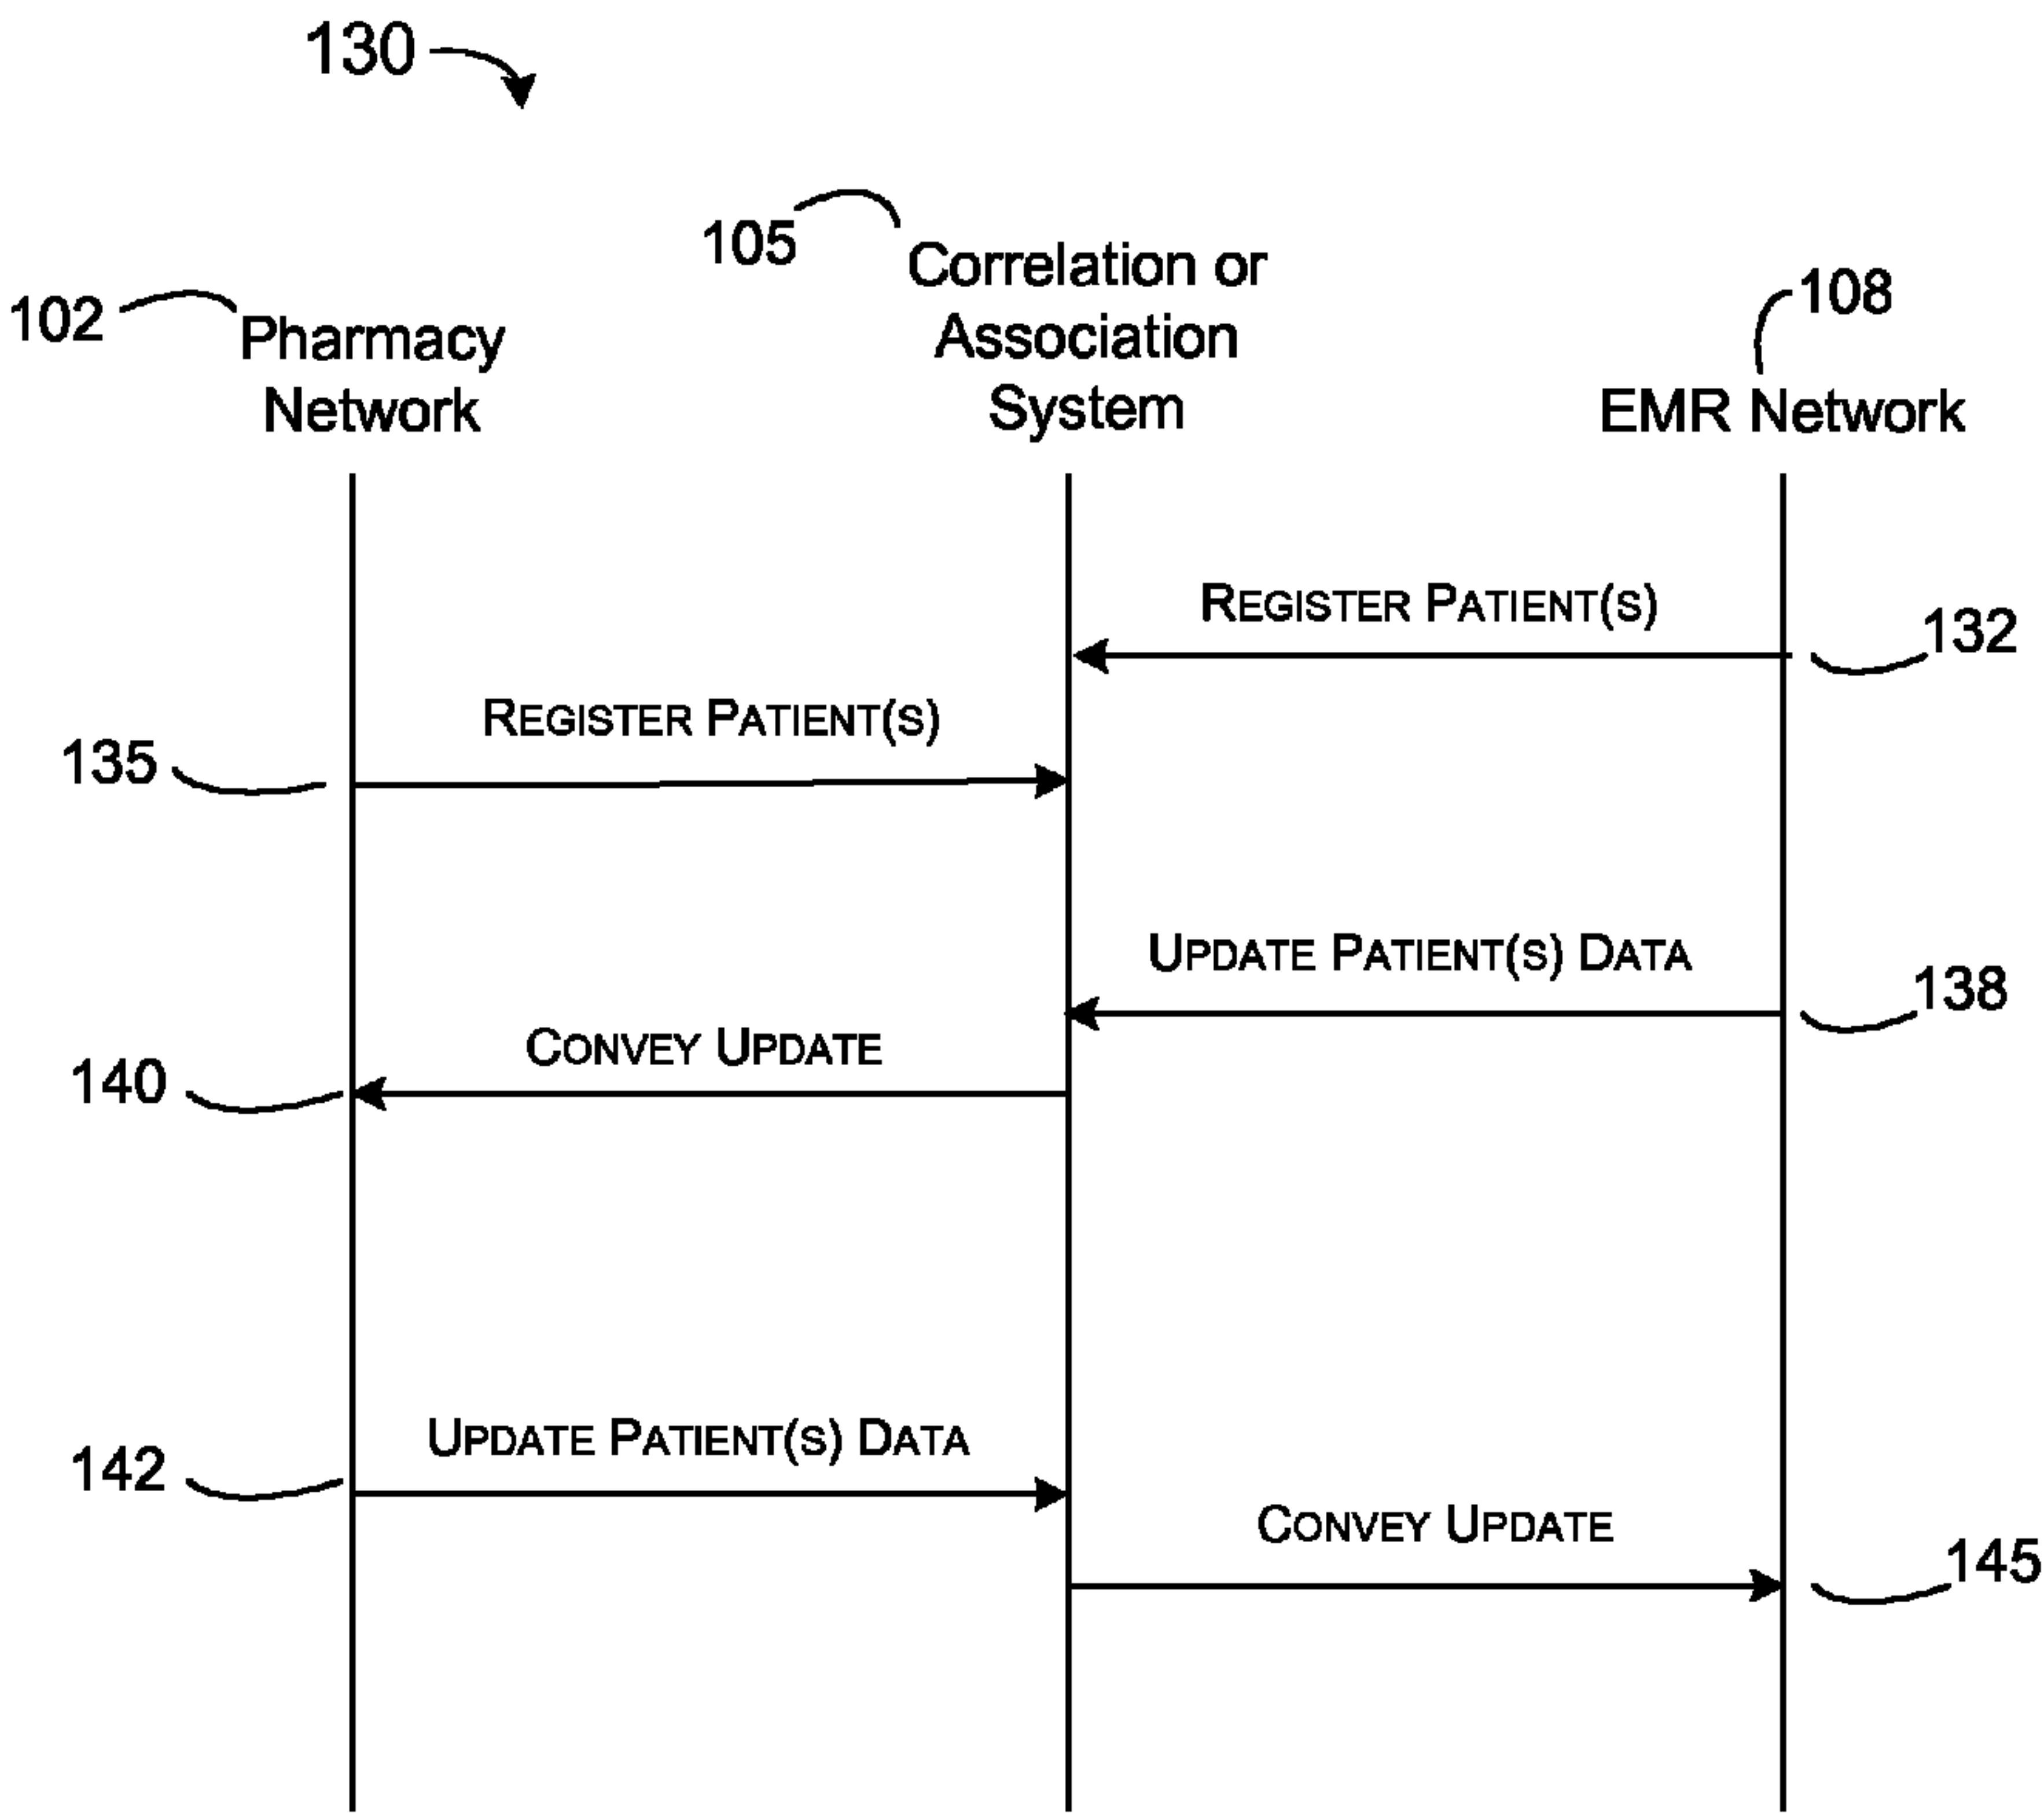 130
105
Correlation or
Association
System
102
Pharmacy
Network
108
EMR Network
REGISTER PATIENT(S)
132
REGISTER PATIENT(S)
135
UPDATE PATIENT(S) DATA
138
CONVEY UPDATE
140
UPDATE PATIENT(S) DATA
142
CONVEY UPDATE
145